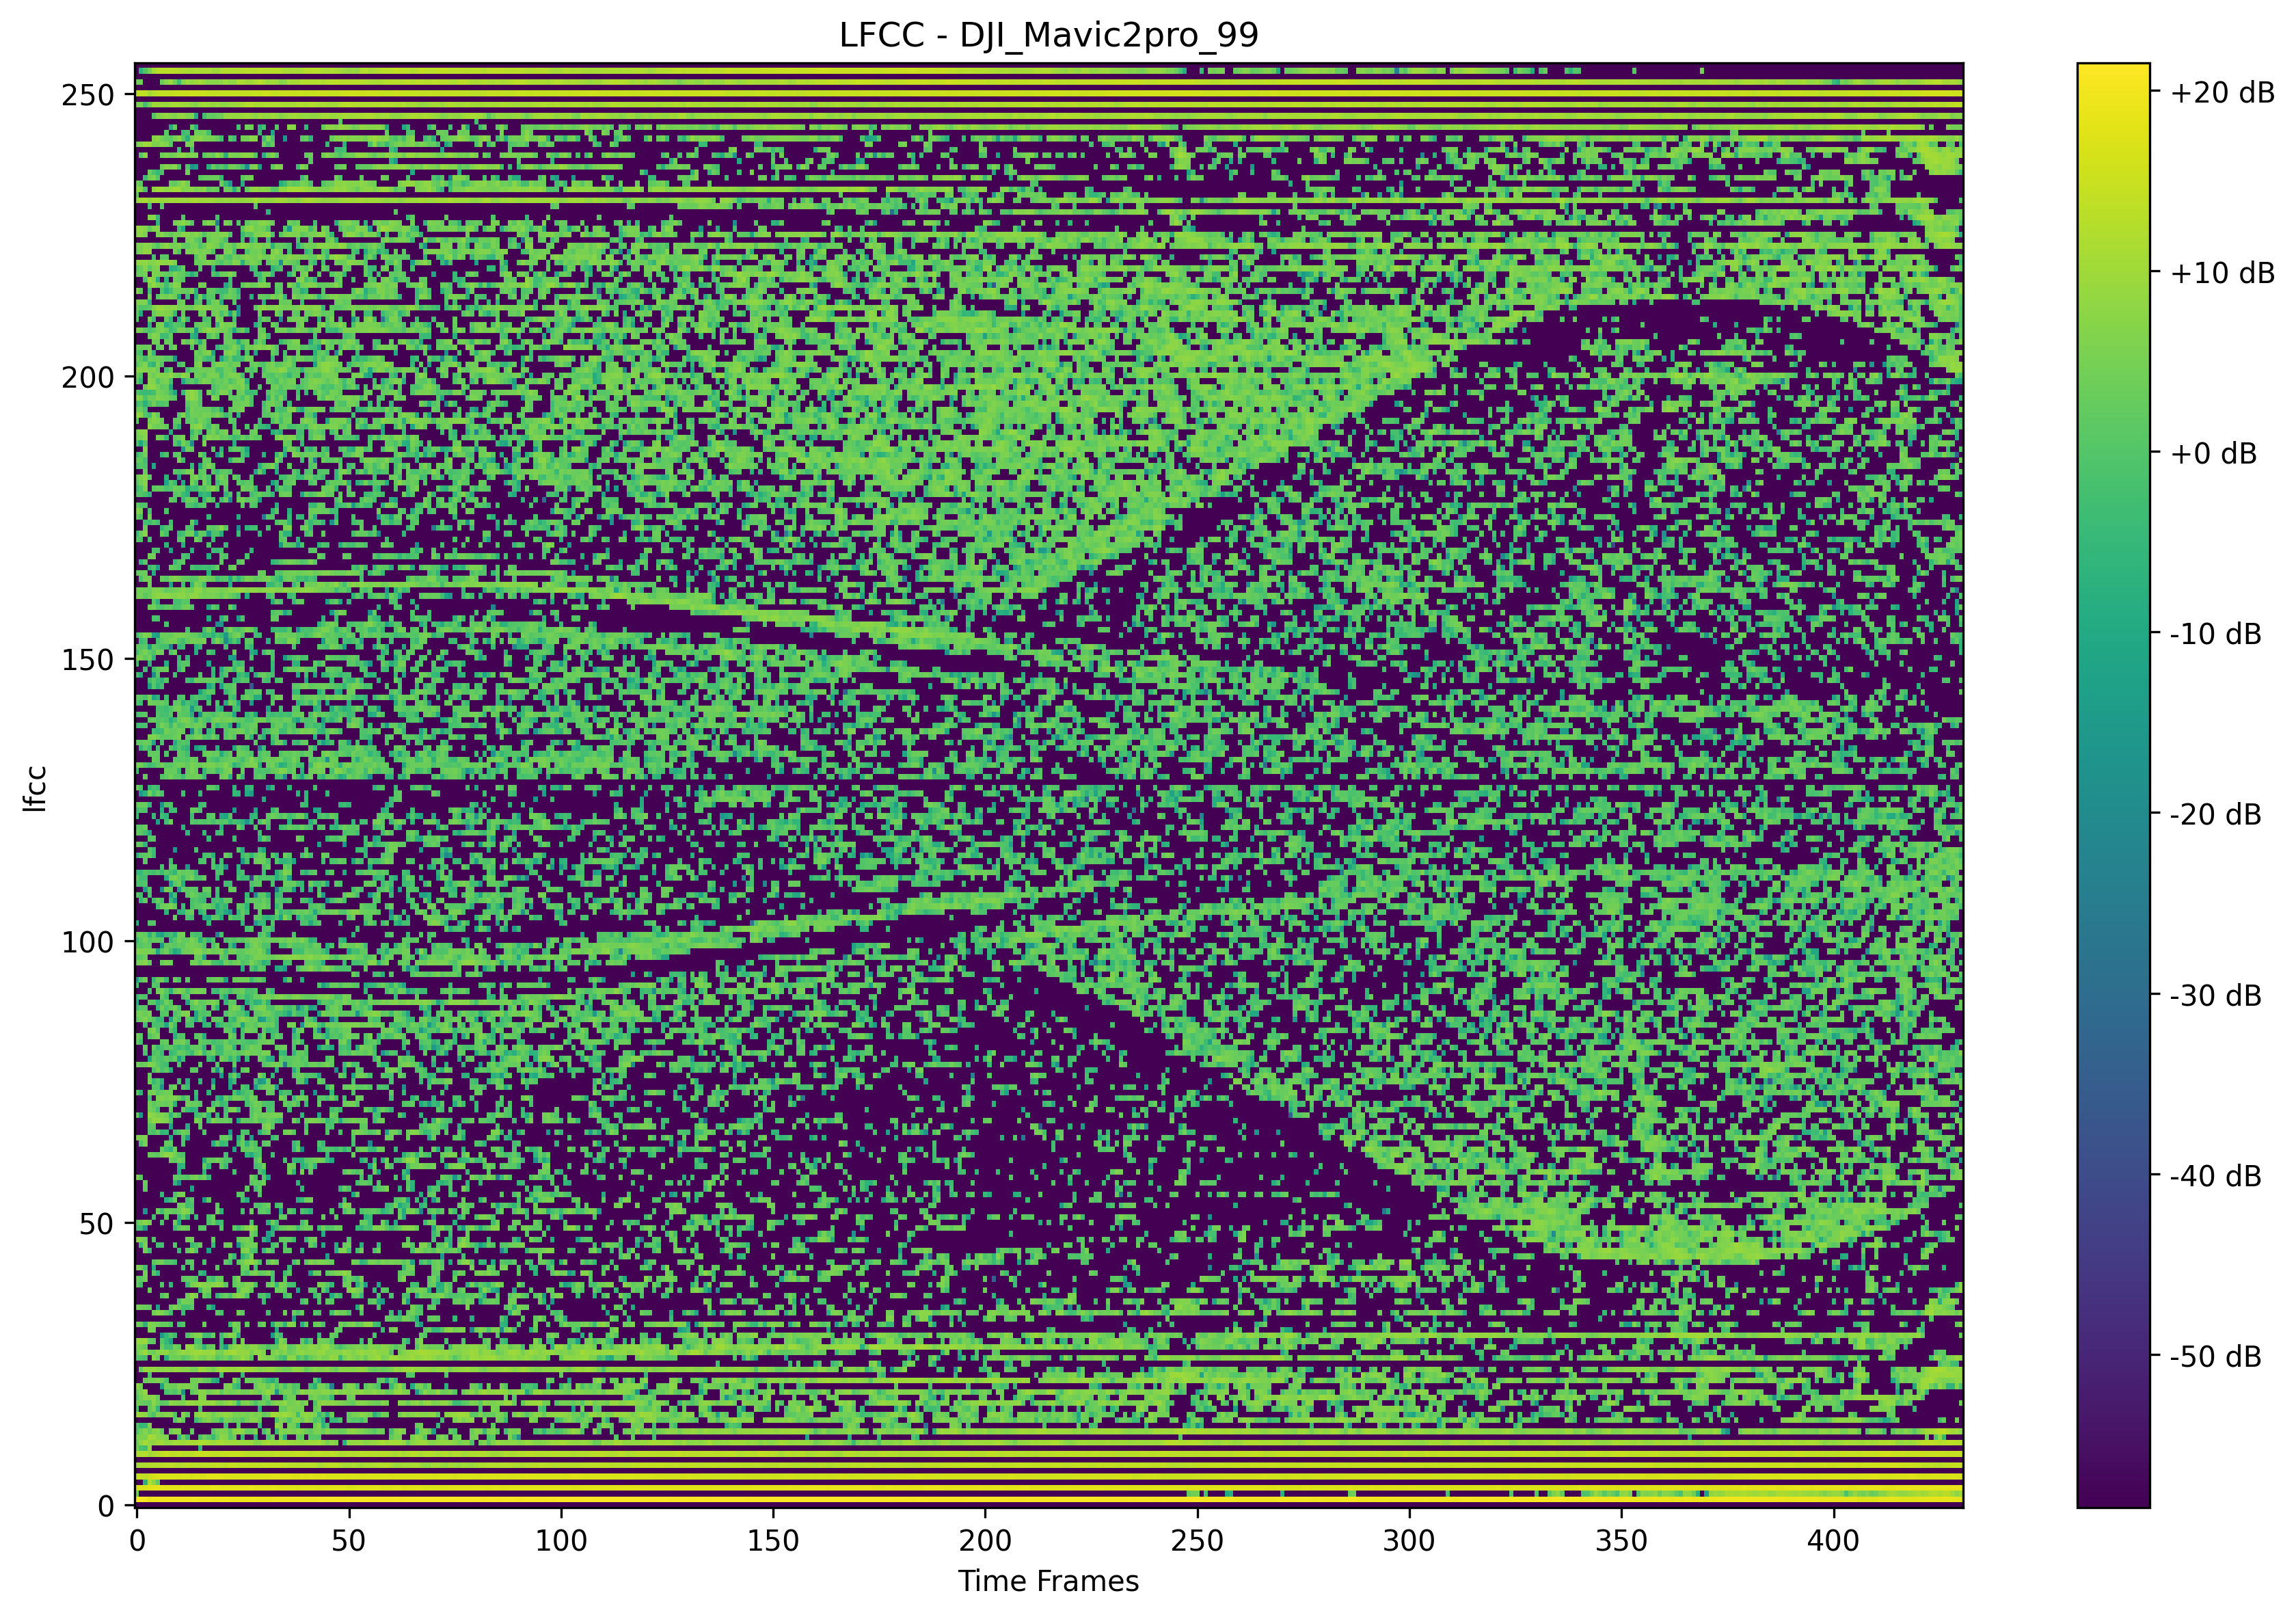 LFCC - DJI_Mavic2pro_99
250
200
150
100
50
0
lfcc
0 50 100 150 200 250 300 350 400
Time Frames
+20 dB
+10 dB
+0 dB
-10 dB
-20 dB
-30 dB
-40 dB
-50 dB